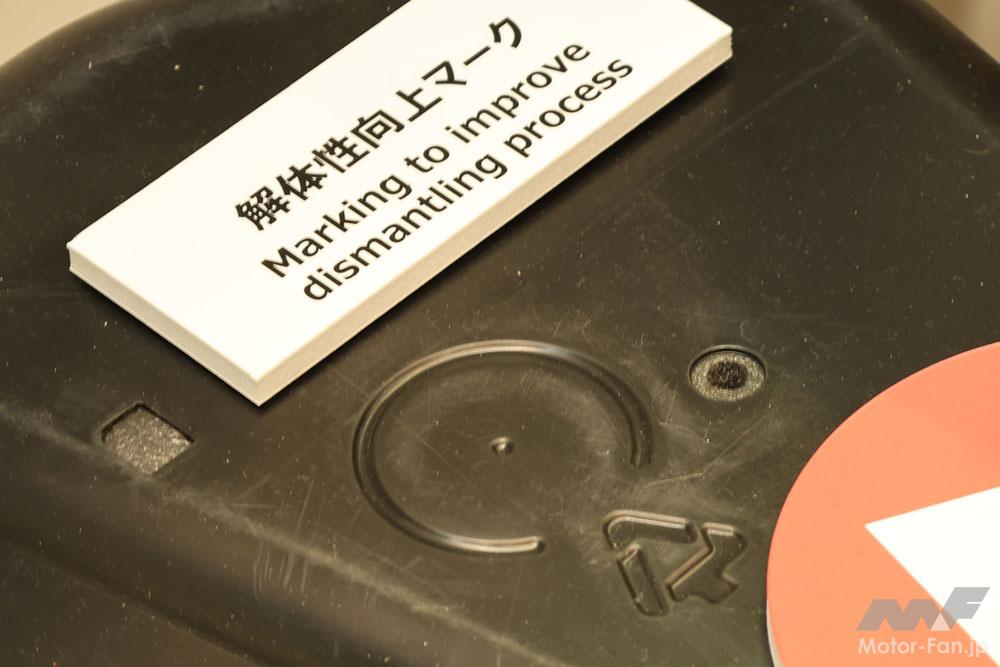 解体性向上マーク
Marking to improve
dismantling process
MF
Motor-Fan.jp